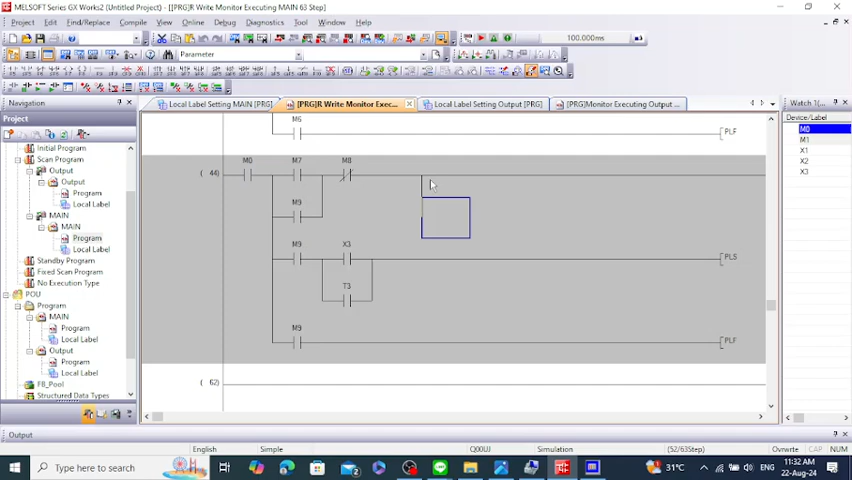 MELSOFT Series GX Works2 (Untitled Project) - [[PRG]R Write Monitor Executing MAIN 63 Step]
Project Edit Find/Replace Compile View Online Debug Diagnostics Tool Window Help
100.000ms
Parameter
Navigation
Local Label Setting MAIN [PRG]
[PRG]R Write Monitor Exec...
Local Label Setting Output [PRG]
[PRG]Monitor Executing Output ...
Watch 1(...
Project
Device/Label
M0
M1
X1
X2
X3
Initial Program
Scan Program
Output
Output
Program
Local Label
MAIN
MAIN
Program
Local Label
Standby Program
Fixed Scan Program
No Execution Type
POU
Program
MAIN
Program
Local Label
Output
Program
Local Label
FB_Pool
Structured Data Types
M6
[PLF
( 44) M0 M7 M8
M9
M9 X3
[PLS
T3
M9
[PLF
( 62)
Output
English Simple Q00UJ Simulation (52/63Step) Ovrwrte CAP NUM
Type here to search
31°C
ENG
11:32 AM
22-Aug-24